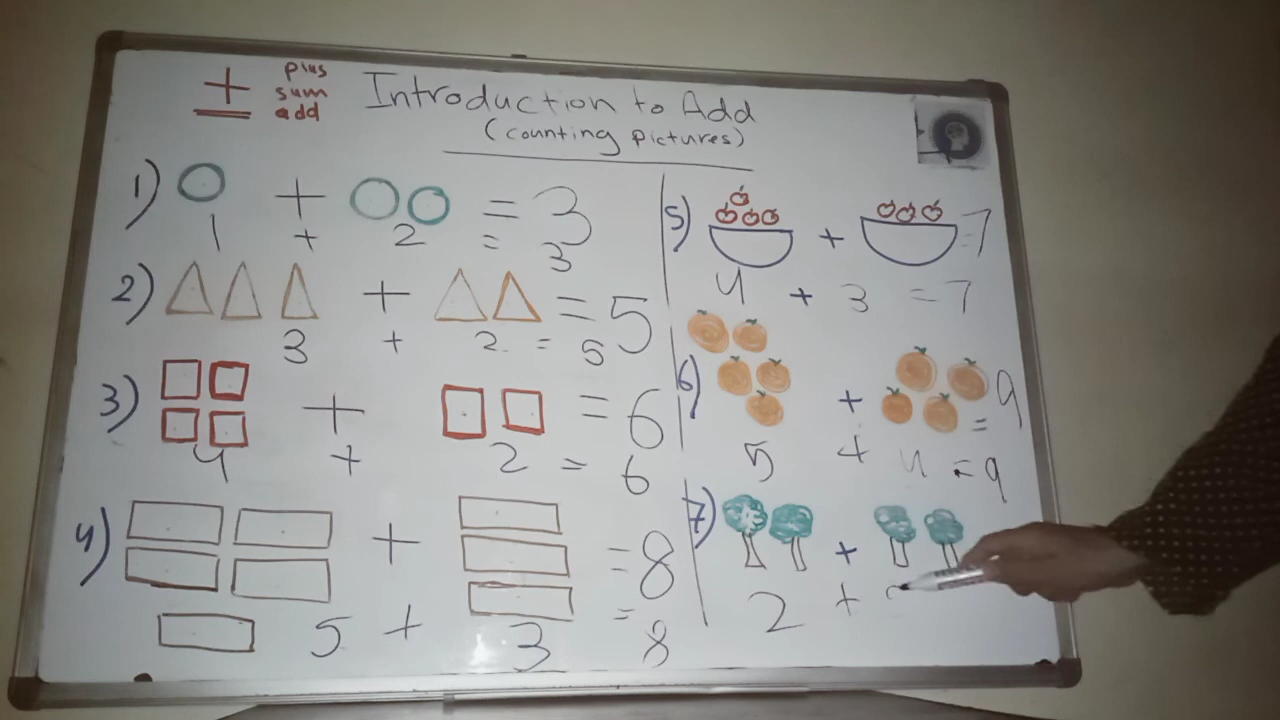 + plus
sum
add
Introduction to Add
(counting pictures)
1) + = 3
1 + 2 = 3
2) + = 5
3 + 2 = 5
3) + = 6
4 + 2 = 6
4) + = 8
5 + 3 = 8
5) + = 7
4 + 3 = 7
6) + = 9
5 + 4 = 9
7) +
2 +